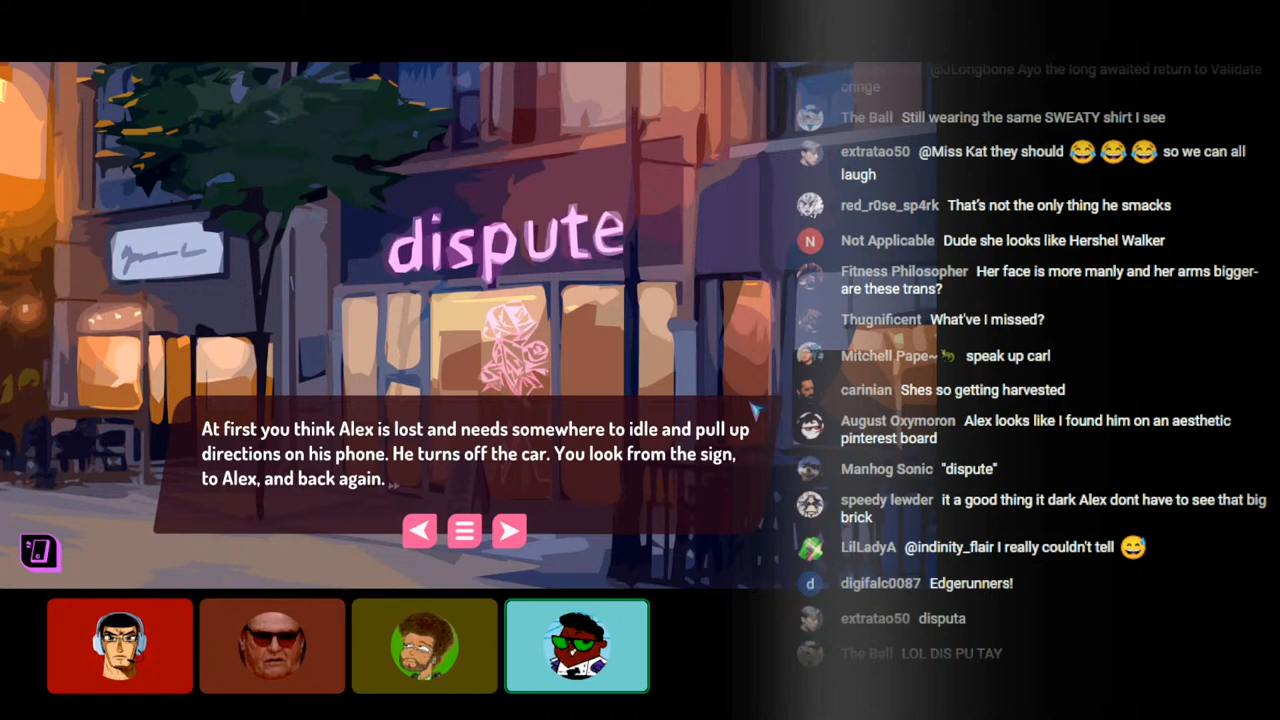 dispute
At first you think Alex is lost and needs somewhere to idle and pull up
directions on his phone. He turns off the car. You look from the sign,
to Alex, and back again.
@JLongbone Ayo the long awaited return to Validate
cringe
The Ball Still wearing the same SWEATY shirt I see
extratao50 @Miss Kat they should 😂 😂 😂 so we can all
laugh
red_r0se_sp4rk That's not the only thing he smacks
N Not Applicable Dude she looks like Hershel Walker
Fitness Philosopher Her face is more manly and her arms bigger-
are these trans?
Thugnificent What've I missed?
Mitchell Pape~🦖 speak up carl
carinian Shes so getting harvested
August Oxymoron Alex looks like I found him on an aesthetic
pinterest board
Manhog Sonic "dispute"
speedy lewder it a good thing it dark Alex dont have to see that big
brick
LilLadyA @indinity_flair I really couldn't tell 😅
d digifalc0087 Edgerunners!
extratao50 disputa
The Ball LOL DIS PU TAY